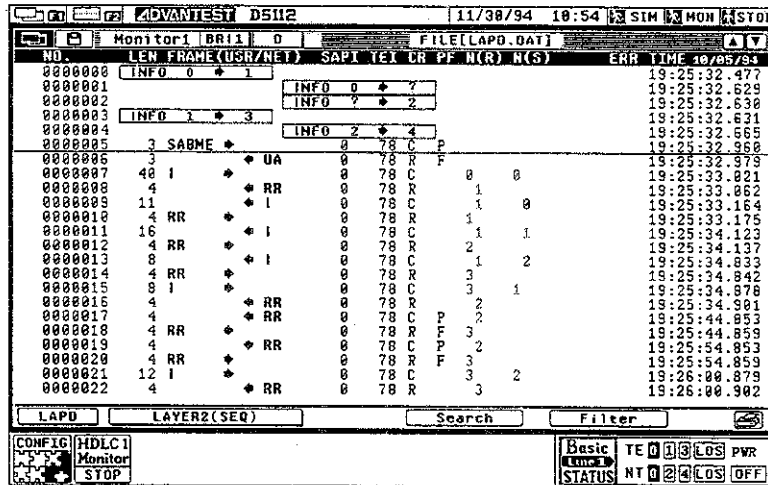 F1 F2 ADVANTEST D5112 11/30/94 10:54 SIM MON STOP
Monitor1 BRI1 D FILE[LAPD.DAT]
NO. LEN FRAME(USR/NET) SAPI TEI CR PF N(R) N(S) ERR TIME 10/05/94
0000000 INFO 0 → 1 19:25:32.477
0000001 INFO 0 → ? 19:25:32.629
0000002 INFO ? → 2 19:25:32.630
0000003 INFO 1 → 3 19:25:32.631
0000004 INFO 2 → 4 19:25:32.665
0000005 3 SABME → 0 78 C P 19:25:32.960
0000006 3 ← UA 0 78 R F 19:25:32.979
0000007 40 I → 0 78 C 0 0 19:25:33.021
0000008 4 ← RR 0 78 R 1 19:25:33.062
0000009 11 ← I 0 78 C 1 0 19:25:33.164
0000010 4 RR → 0 78 R 1 19:25:33.175
0000011 16 ← I 0 78 C 1 1 19:25:34.123
0000012 4 RR → 0 78 R 2 19:25:34.137
0000013 8 ← I 0 78 C 1 2 19:25:34.833
0000014 4 RR → 0 78 R 3 19:25:34.842
0000015 8 I → 0 78 C 3 1 19:25:34.878
0000016 4 ← RR 0 78 R 2 19:25:34.901
0000017 4 ← RR 0 78 C P 2 19:25:44.853
0000018 4 RR → 0 78 R F 3 19:25:44.859
0000019 4 ← RR 0 78 C P 2 19:25:54.853
0000020 4 RR → 0 78 R F 3 19:25:54.859
0000021 12 I → 0 78 C 3 2 19:26:00.879
0000022 4 ← RR 0 78 R 3 19:26:00.902
LAPD LAYER2(SEQ) Search Filter
CONFIG HDLC1 Monitor STOP
Basic Line1 STATUS
TE 0 1 3 LOS PWR
NT 0 2 4 LOS OFF